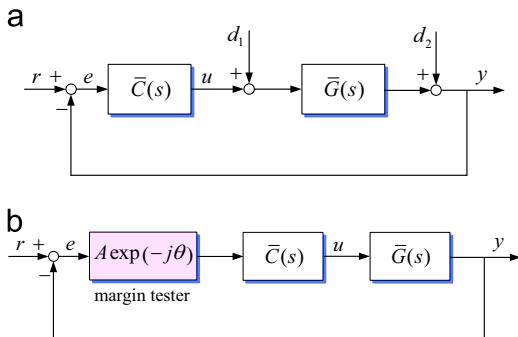 a
d₁ d₂
r + e C̅(s) u + G̅(s) + y
−
b
r + e A exp(−jθ) C̅(s) u G̅(s) y
−
margin tester